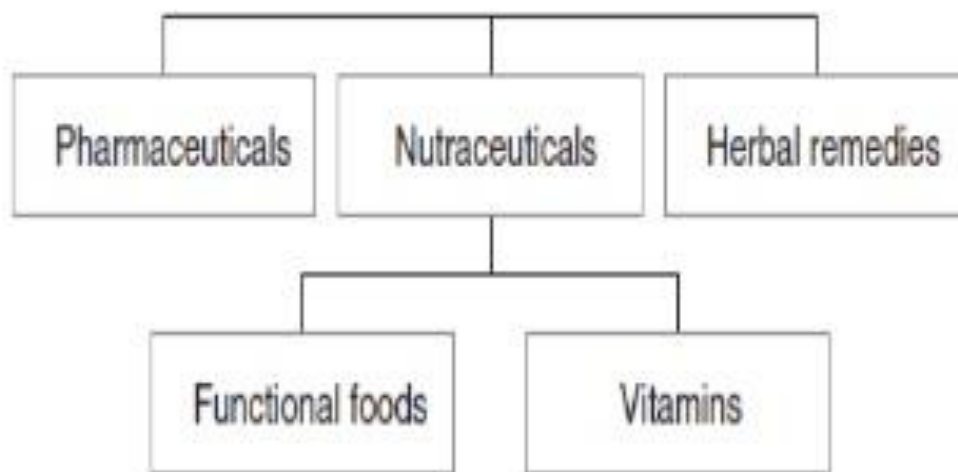 Pharmaceuticals
Nutraceuticals
Herbal remedies
Functional foods
Vitamins